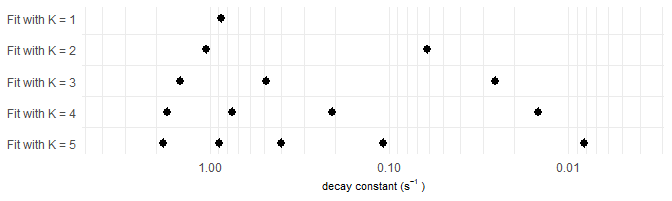 Fit with K = 1
Fit with K = 2
Fit with K = 3
Fit with K = 4
Fit with K = 5
1.00 0.10 0.01
decay constant (s⁻¹ )